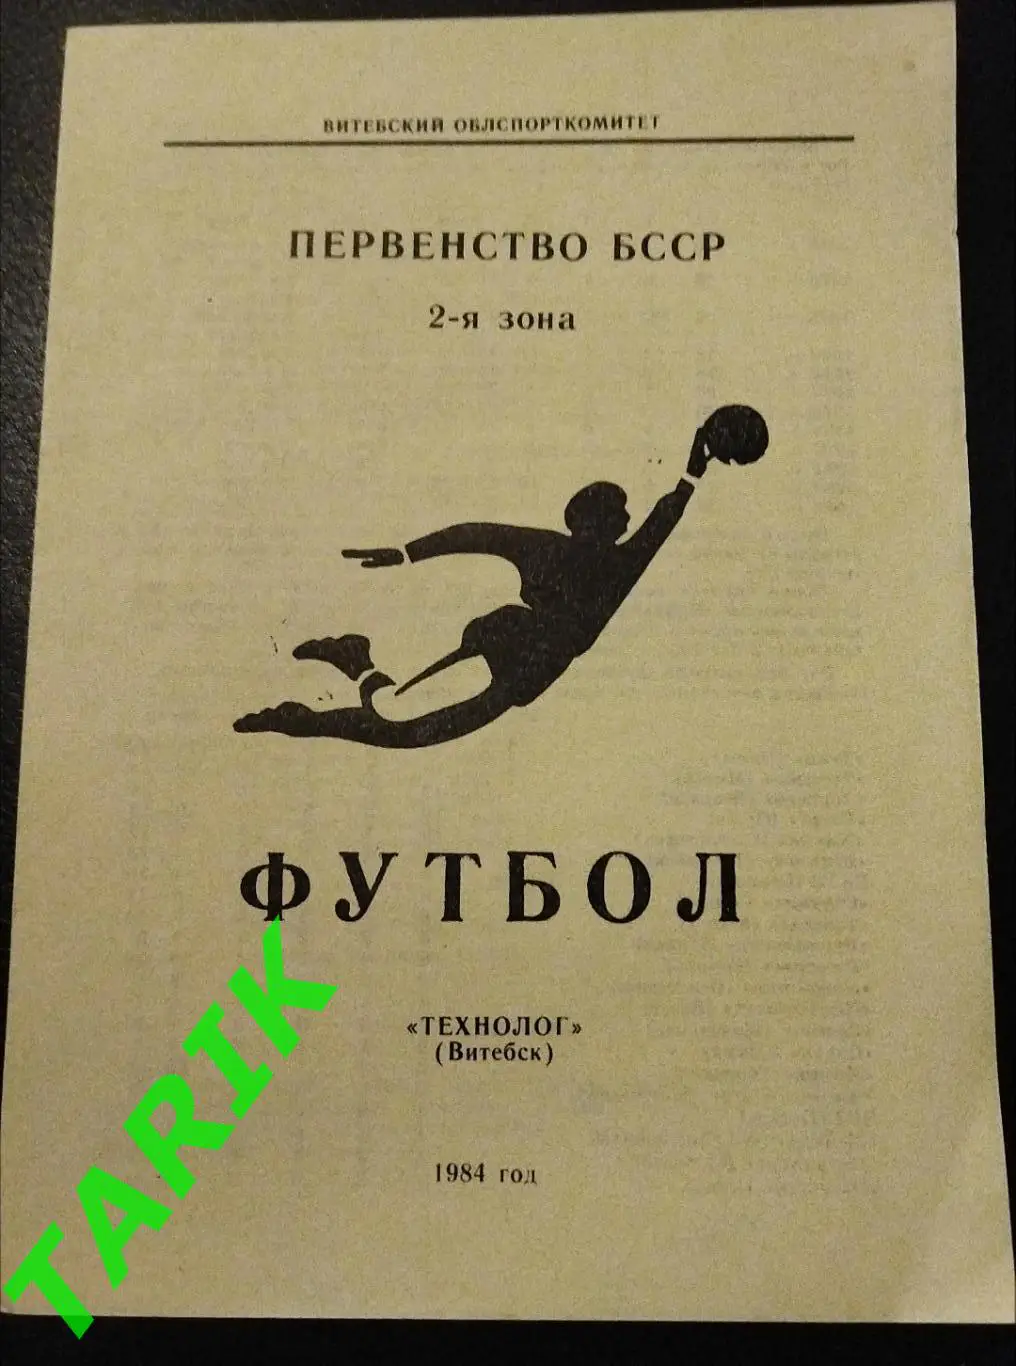 ВИТЕБСКИЙ ОБЛСПОРТКОМИТЕТ
ПЕРВЕНСТВО БССР
2-я зона
ФУТБОЛ
«ТЕХНОЛОГ»
(Витебск)
1984 год
TARIK